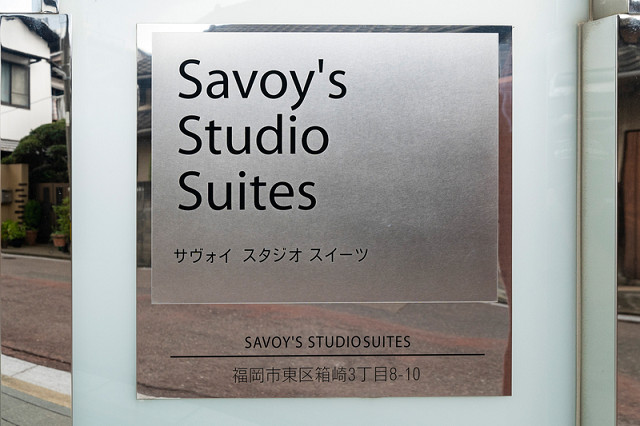 Savoy's
Studio
Suites
サヴォイ スタジオ スイーツ
SAVOY'S STUDIOSUITES
福岡市東区箱崎3丁目8-10